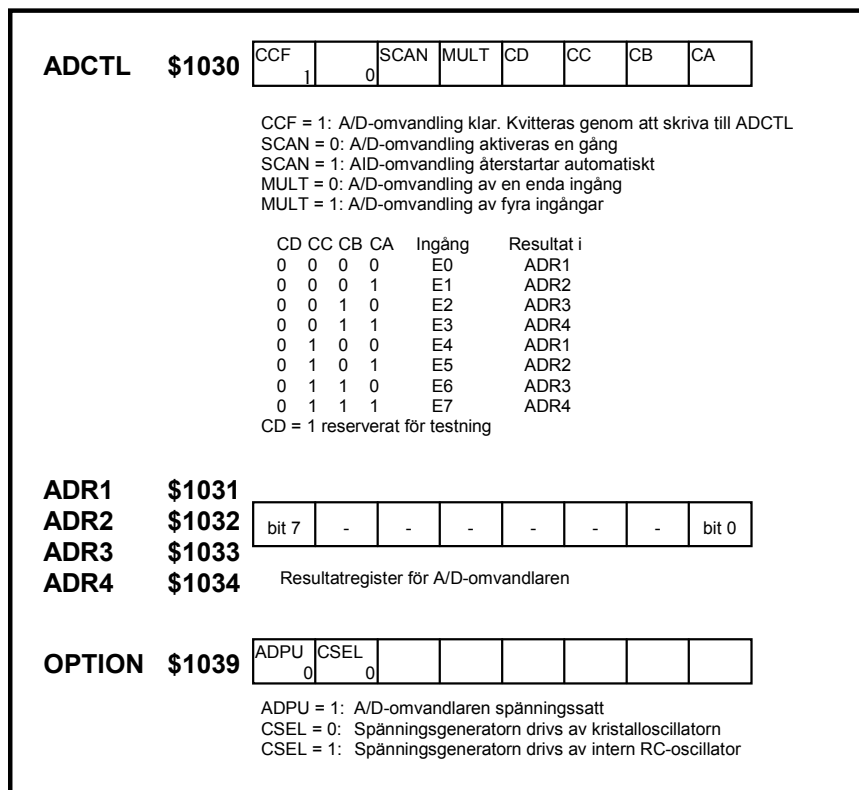 ADCTL $1030 CCF 1 0 SCAN MULT CD CC CB CA
CCF = 1: A/D-omvandling klar. Kvitteras genom att skriva till ADCTL
SCAN = 0: A/D-omvandling aktiveras en gång
SCAN = 1: AID-omvandling återstartar automatiskt
MULT = 0: A/D-omvandling av en enda ingång
MULT = 1: A/D-omvandling av fyra ingångar
CD CC CB CA Ingång Resultat i
0 0 0 0 E0 ADR1
0 0 0 1 E1 ADR2
0 0 1 0 E2 ADR3
0 0 1 1 E3 ADR4
0 1 0 0 E4 ADR1
0 1 0 1 E5 ADR2
0 1 1 0 E6 ADR3
0 1 1 1 E7 ADR4
CD = 1 reserverat för testning
ADR1 $1031
ADR2 $1032 bit 7 - - - - - - bit 0
ADR3 $1033
ADR4 $1034 Resultatregister för A/D-omvandlaren
OPTION $1039 ADPU 0 CSEL 0
ADPU = 1: A/D-omvandlaren spänningssatt
CSEL = 0: Spänningsgeneratorn drivs av kristalloscillatorn
CSEL = 1: Spänningsgeneratorn drivs av intern RC-oscillator